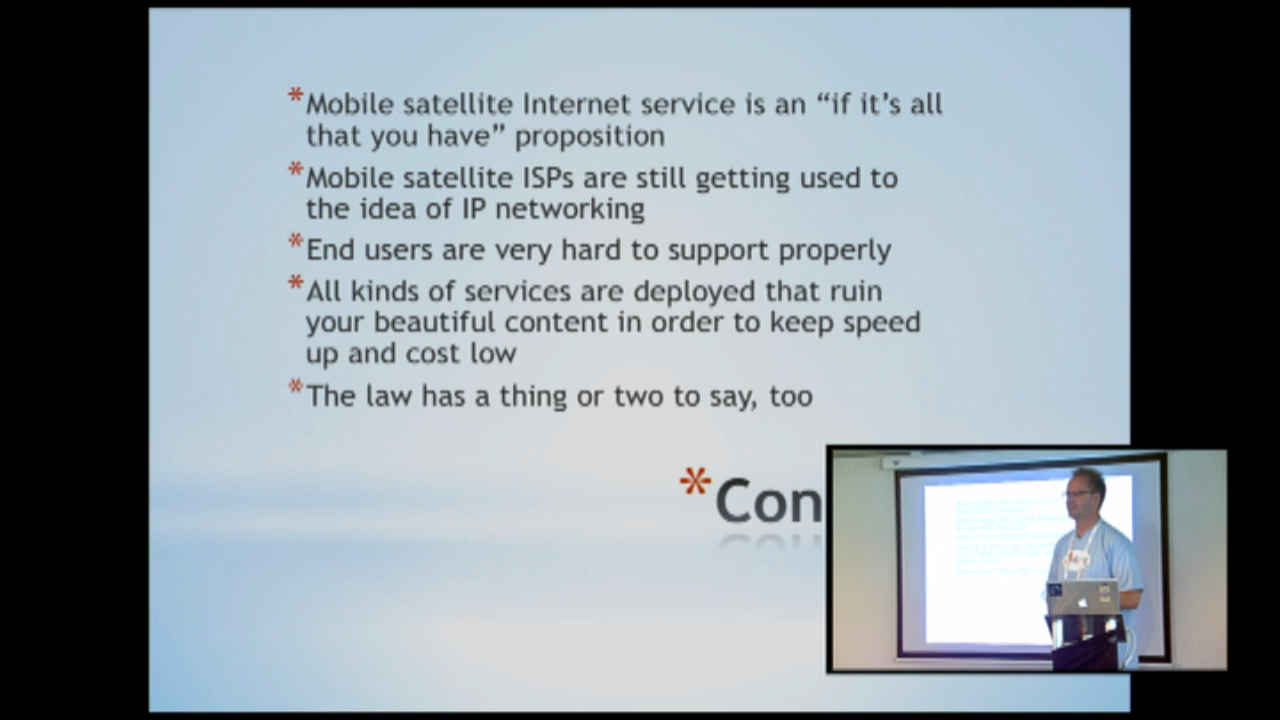 *Mobile satellite Internet service is an “if it’s all
that you have” proposition
*Mobile satellite ISPs are still getting used to
the idea of IP networking
*End users are very hard to support properly
*All kinds of services are deployed that ruin
your beautiful content in order to keep speed
up and cost low
*The law has a thing or two to say, too
*Con